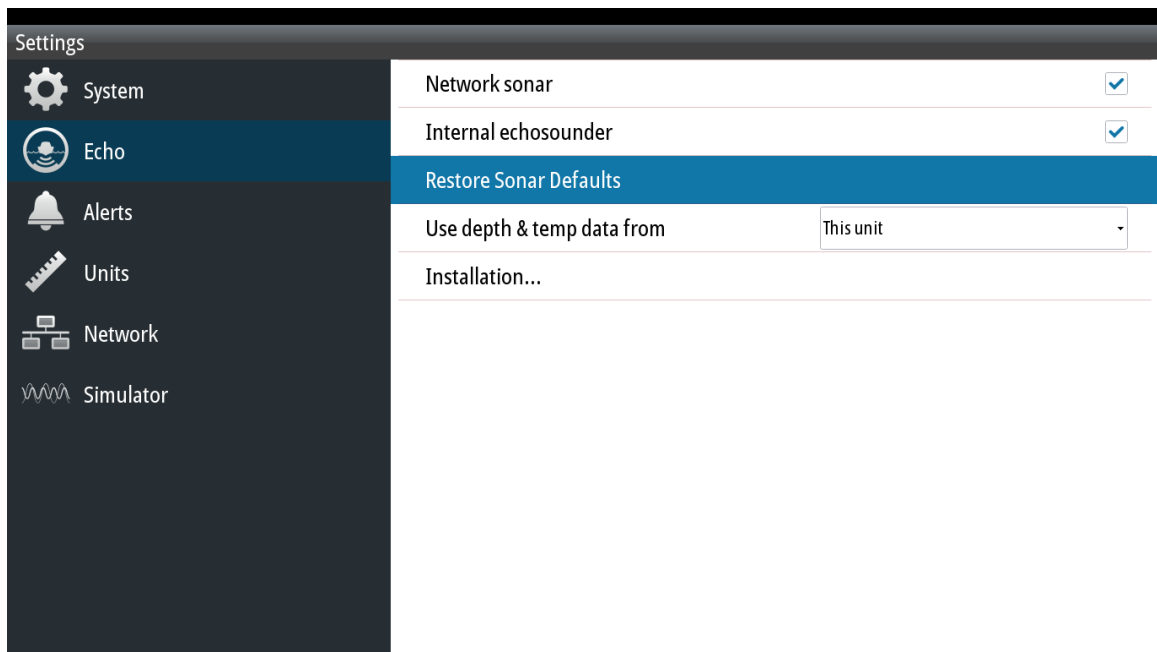 Settings
System
Echo
Alerts
Units
Network
Simulator
Network sonar
Internal echosounder
Restore Sonar Defaults
Use depth & temp data from This unit
Installation...